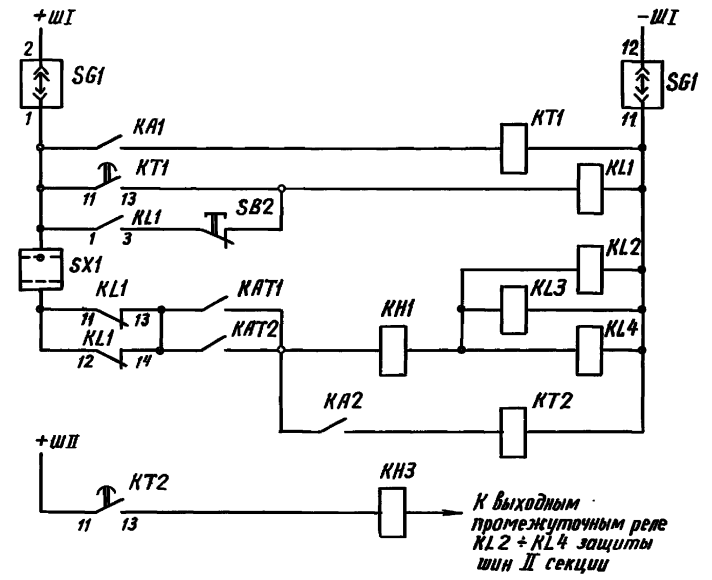 +ШI
-ШI
2
12
SG1
SG1
1
11
KA1
KT1
KT1
KL1
11
13
KL1
SB2
1
3
KL2
SX1
KL1
KAT1
KL3
11
13
KH1
KL1
KAT2
KL4
12
14
KA2
KT2
+ШII
KT2
KH3
11
13
К выходным
промежуточным реле
KL2 ÷ KL4 защиты
шин II секции